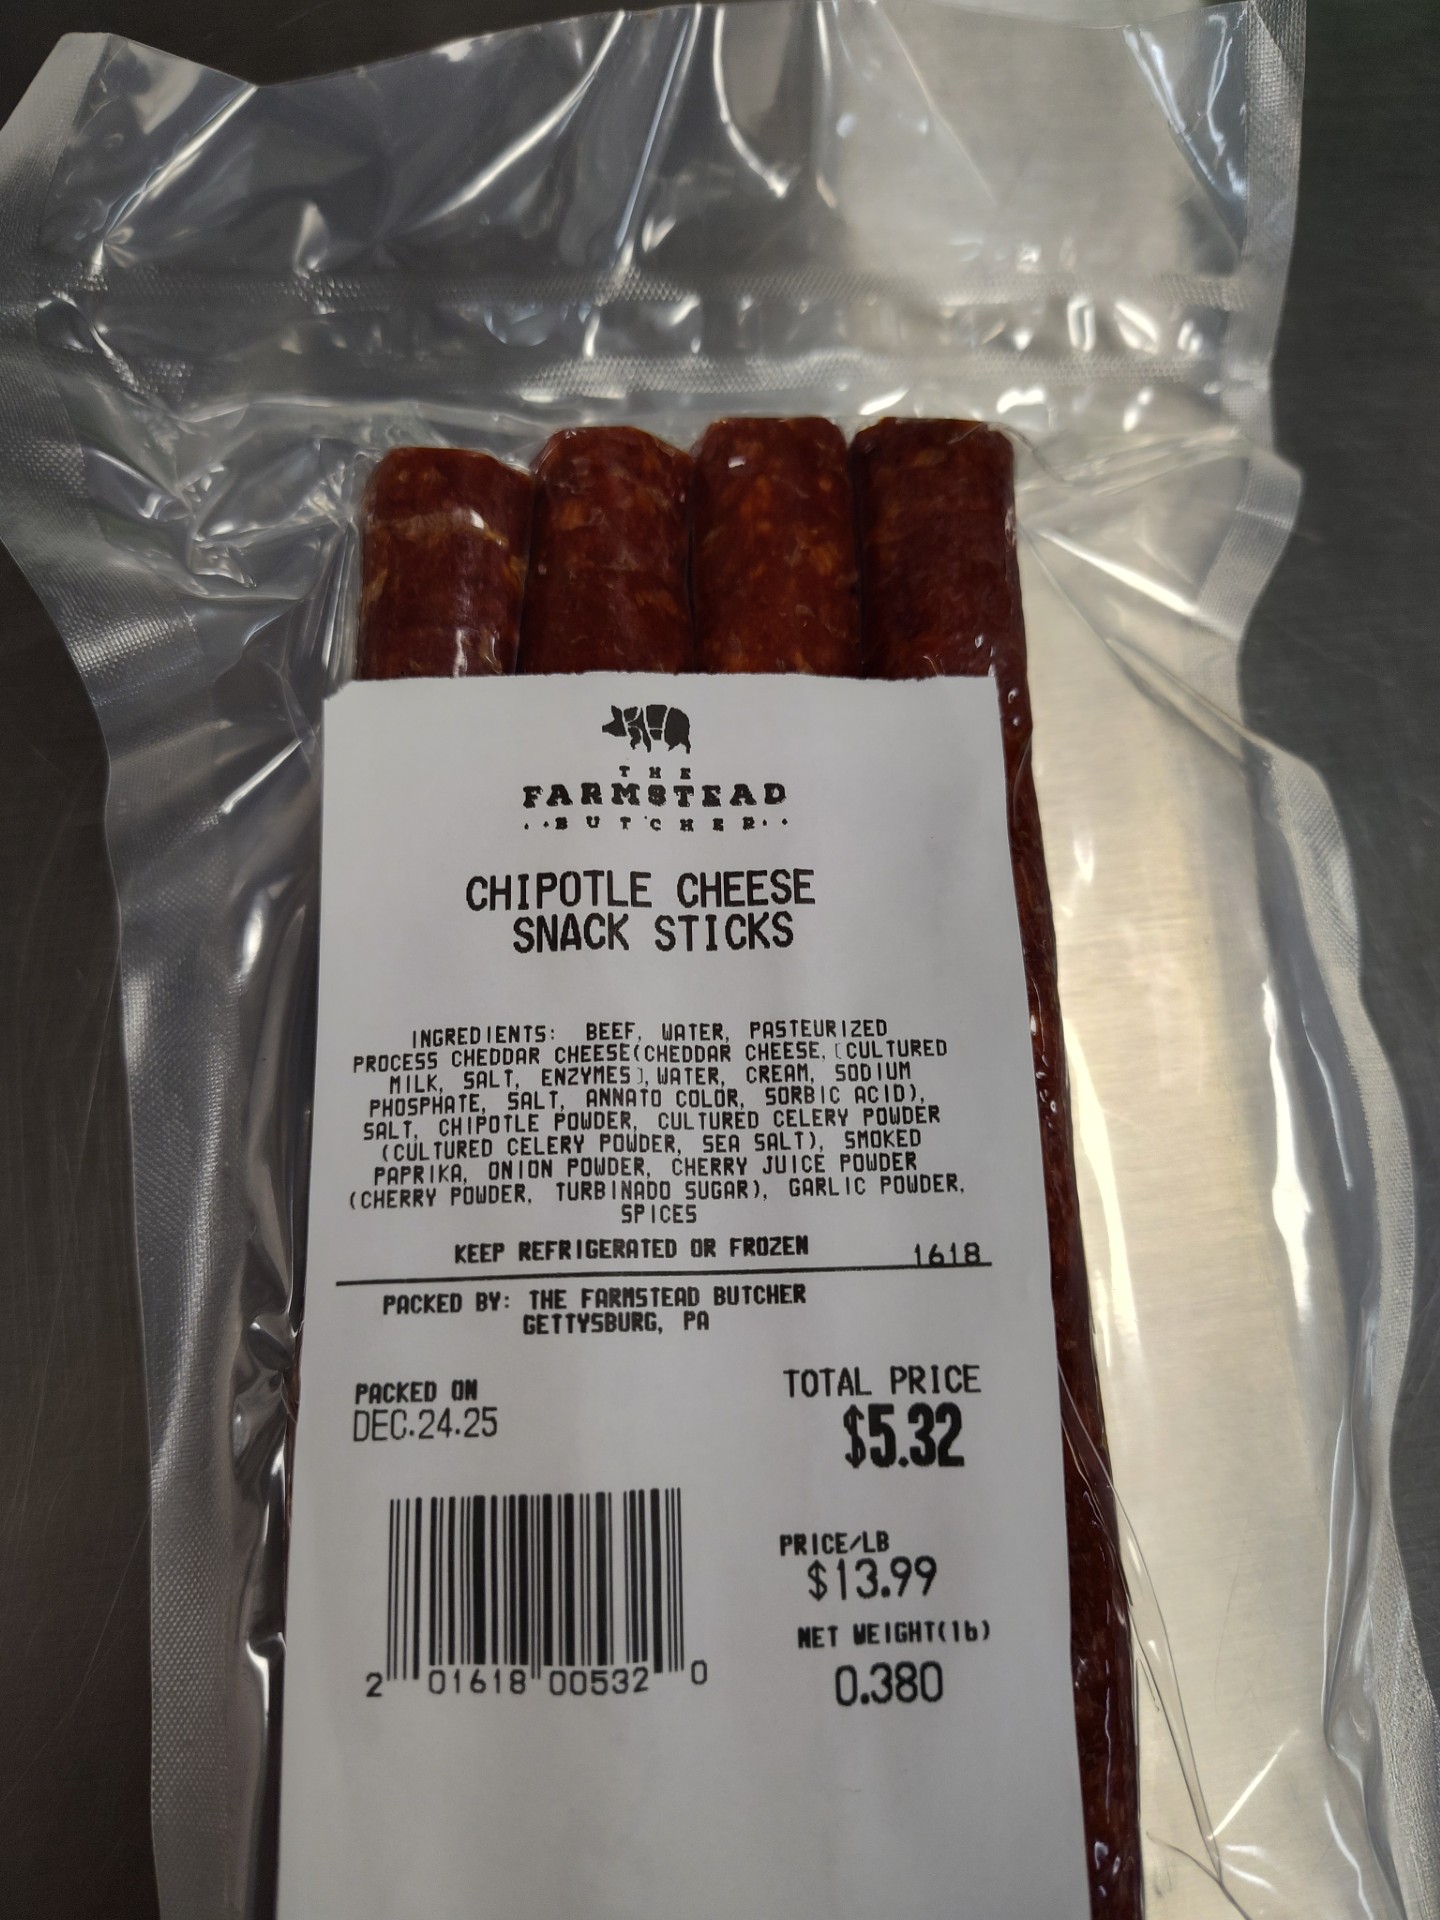 THE
FARMSTEAD
BUTCHER
CHIPOTLE CHEESE
SNACK STICKS
INGREDIENTS: BEEF, WATER, PASTEURIZED
PROCESS CHEDDAR CHEESE(CHEDDAR CHEESE, [CULTURED
MILK, SALT, ENZYMES], WATER, CREAM, SODIUM
PHOSPHATE, SALT, ANNATO COLOR, SORBIC ACID),
SALT, CHIPOTLE POWDER, CULTURED CELERY POWDER
(CULTURED CELERY POWDER, SEA SALT), SMOKED
PAPRIKA, ONION POWDER, CHERRY JUICE POWDER
(CHERRY POWDER, TURBINADO SUGAR), GARLIC POWDER,
SPICES
KEEP REFRIGERATED OR FROZEN 1618
PACKED BY: THE FARMSTEAD BUTCHER
GETTYSBURG, PA
PACKED ON
DEC.24.25
TOTAL PRICE
$5.32
PRICE/LB
$13.99
NET WEIGHT(lb)
0.380
2 01618 00532 0